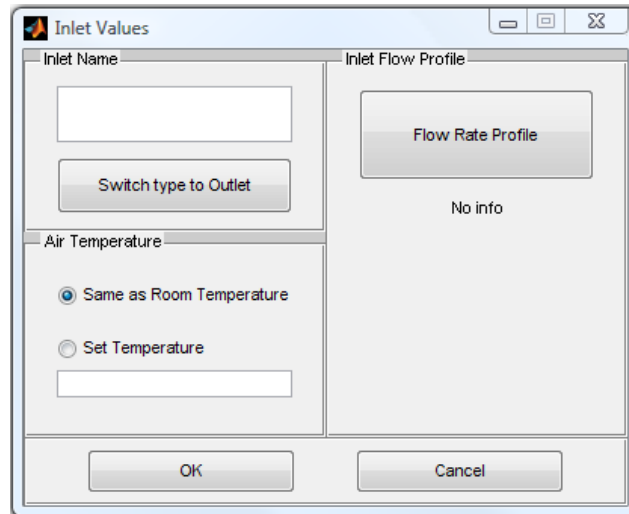 Inlet Values
Inlet Name
Switch type to Outlet
Air Temperature
Same as Room Temperature
Set Temperature
Inlet Flow Profile
Flow Rate Profile
No info
OK
Cancel